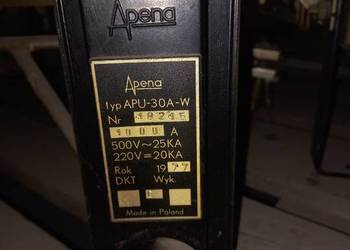 Apena
Apena
typ APU-30A-W
Nr 18215
1000 A
500V~25KA
220V=20KA
Rok 1977
DKT Wyk.
Made in Poland